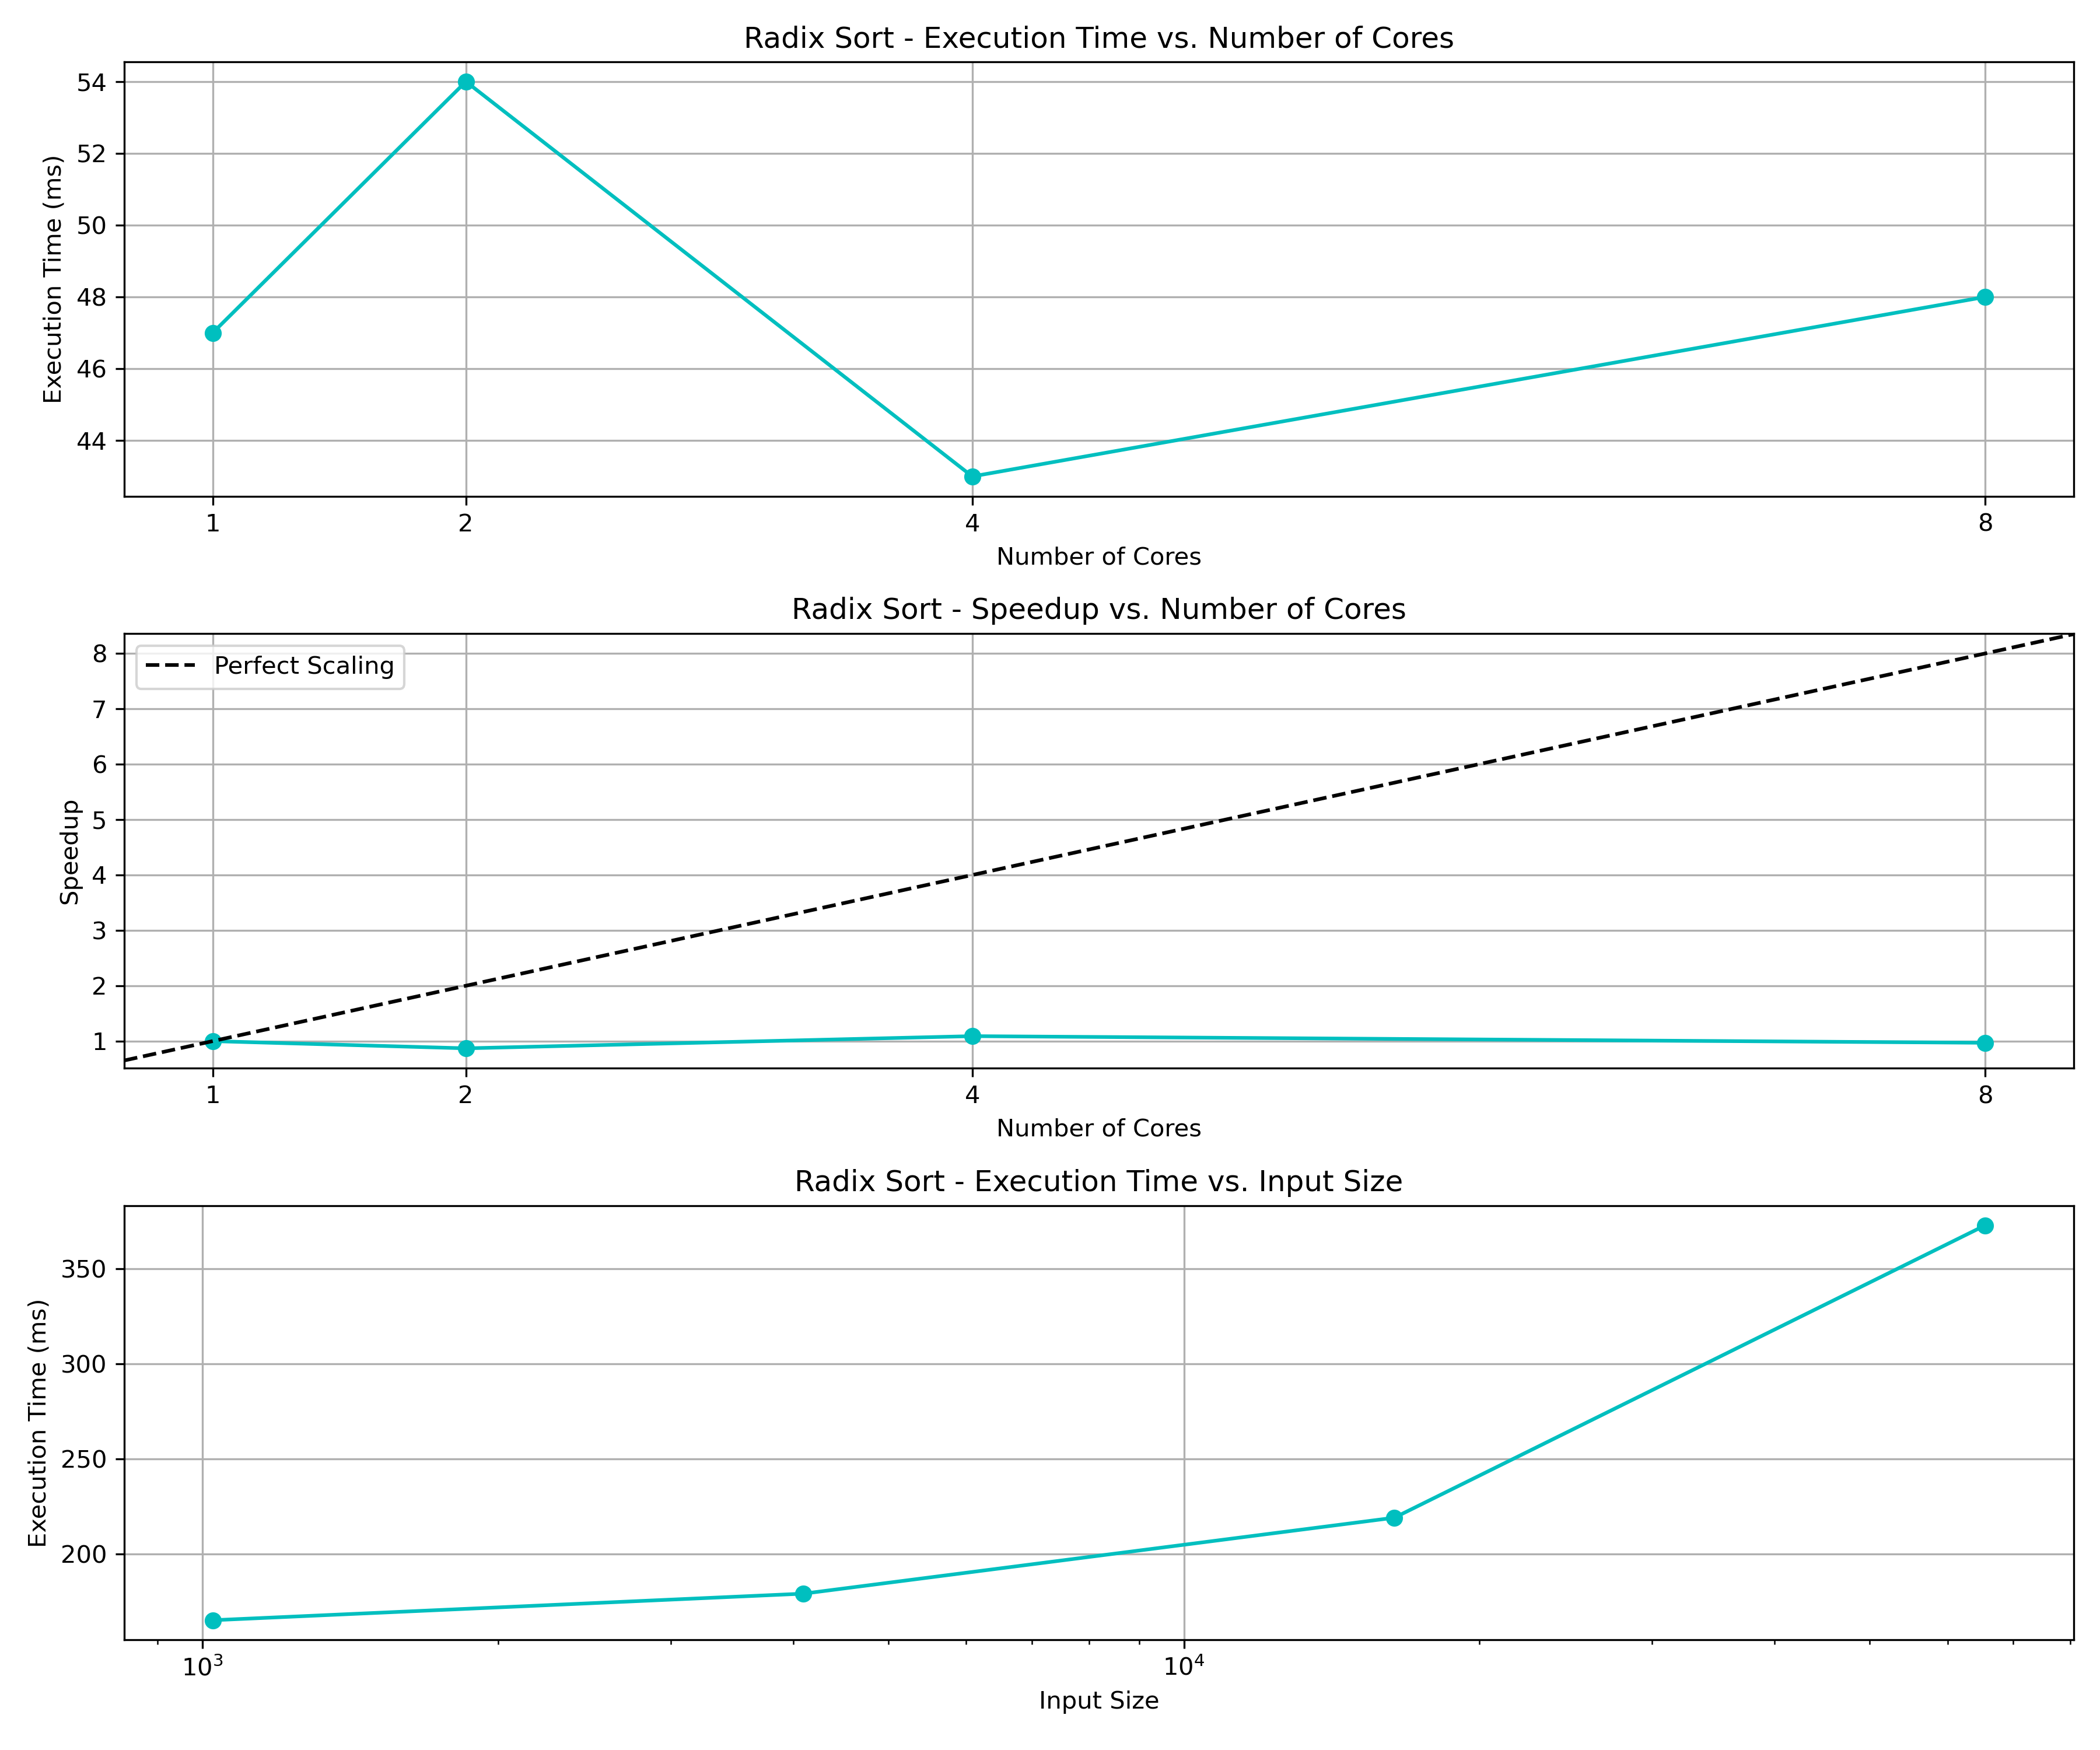 Radix Sort - Execution Time vs. Number of Cores
Execution Time (ms)
54
52
50
48
46
44
1 2 4 8
Number of Cores
Radix Sort - Speedup vs. Number of Cores
Perfect Scaling
Speedup
8
7
6
5
4
3
2
1
1 2 4 8
Number of Cores
Radix Sort - Execution Time vs. Input Size
Execution Time (ms)
350
300
250
200
10³ 10⁴
Input Size